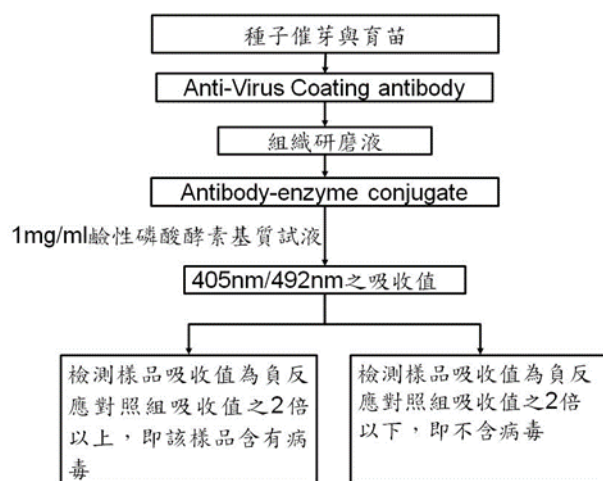 種子催芽與育苗
Anti-Virus Coating antibody
組織研磨液
Antibody-enzyme conjugate
1mg/ml鹼性磷酸酵素基質試液
405nm/492nm之吸收值
檢測樣品吸收值為負反
應對照組吸收值之2倍
以上，即該樣品含有病
毒
檢測樣品吸收值為負反
應對照組吸收值之2倍
以下，即不含病毒